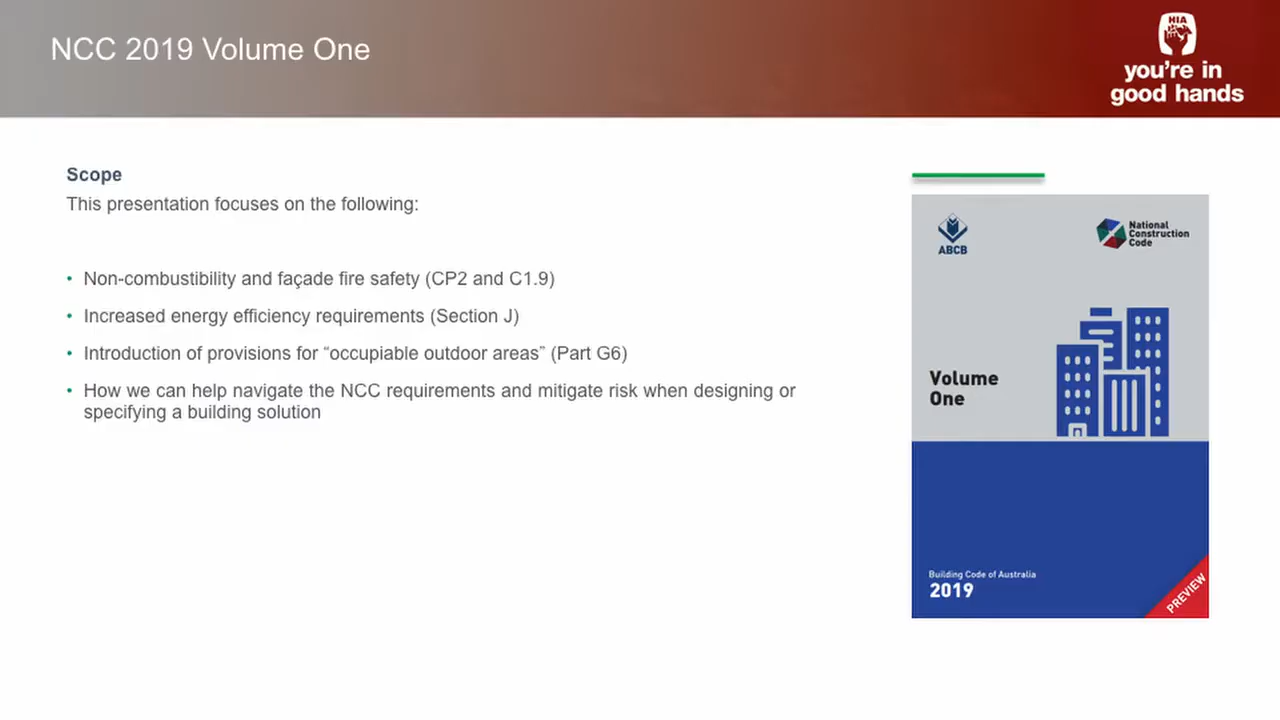 NCC 2019 Volume One
HIA
you're in
good hands
Scope
This presentation focuses on the following:
• Non-combustibility and façade fire safety (CP2 and C1.9)
• Increased energy efficiency requirements (Section J)
• Introduction of provisions for “occupiable outdoor areas” (Part G6)
• How we can help navigate the NCC requirements and mitigate risk when designing or
specifying a building solution
ABCB
National
Construction
Code
Volume
One
Building Code of Australia
2019
PREVIEW